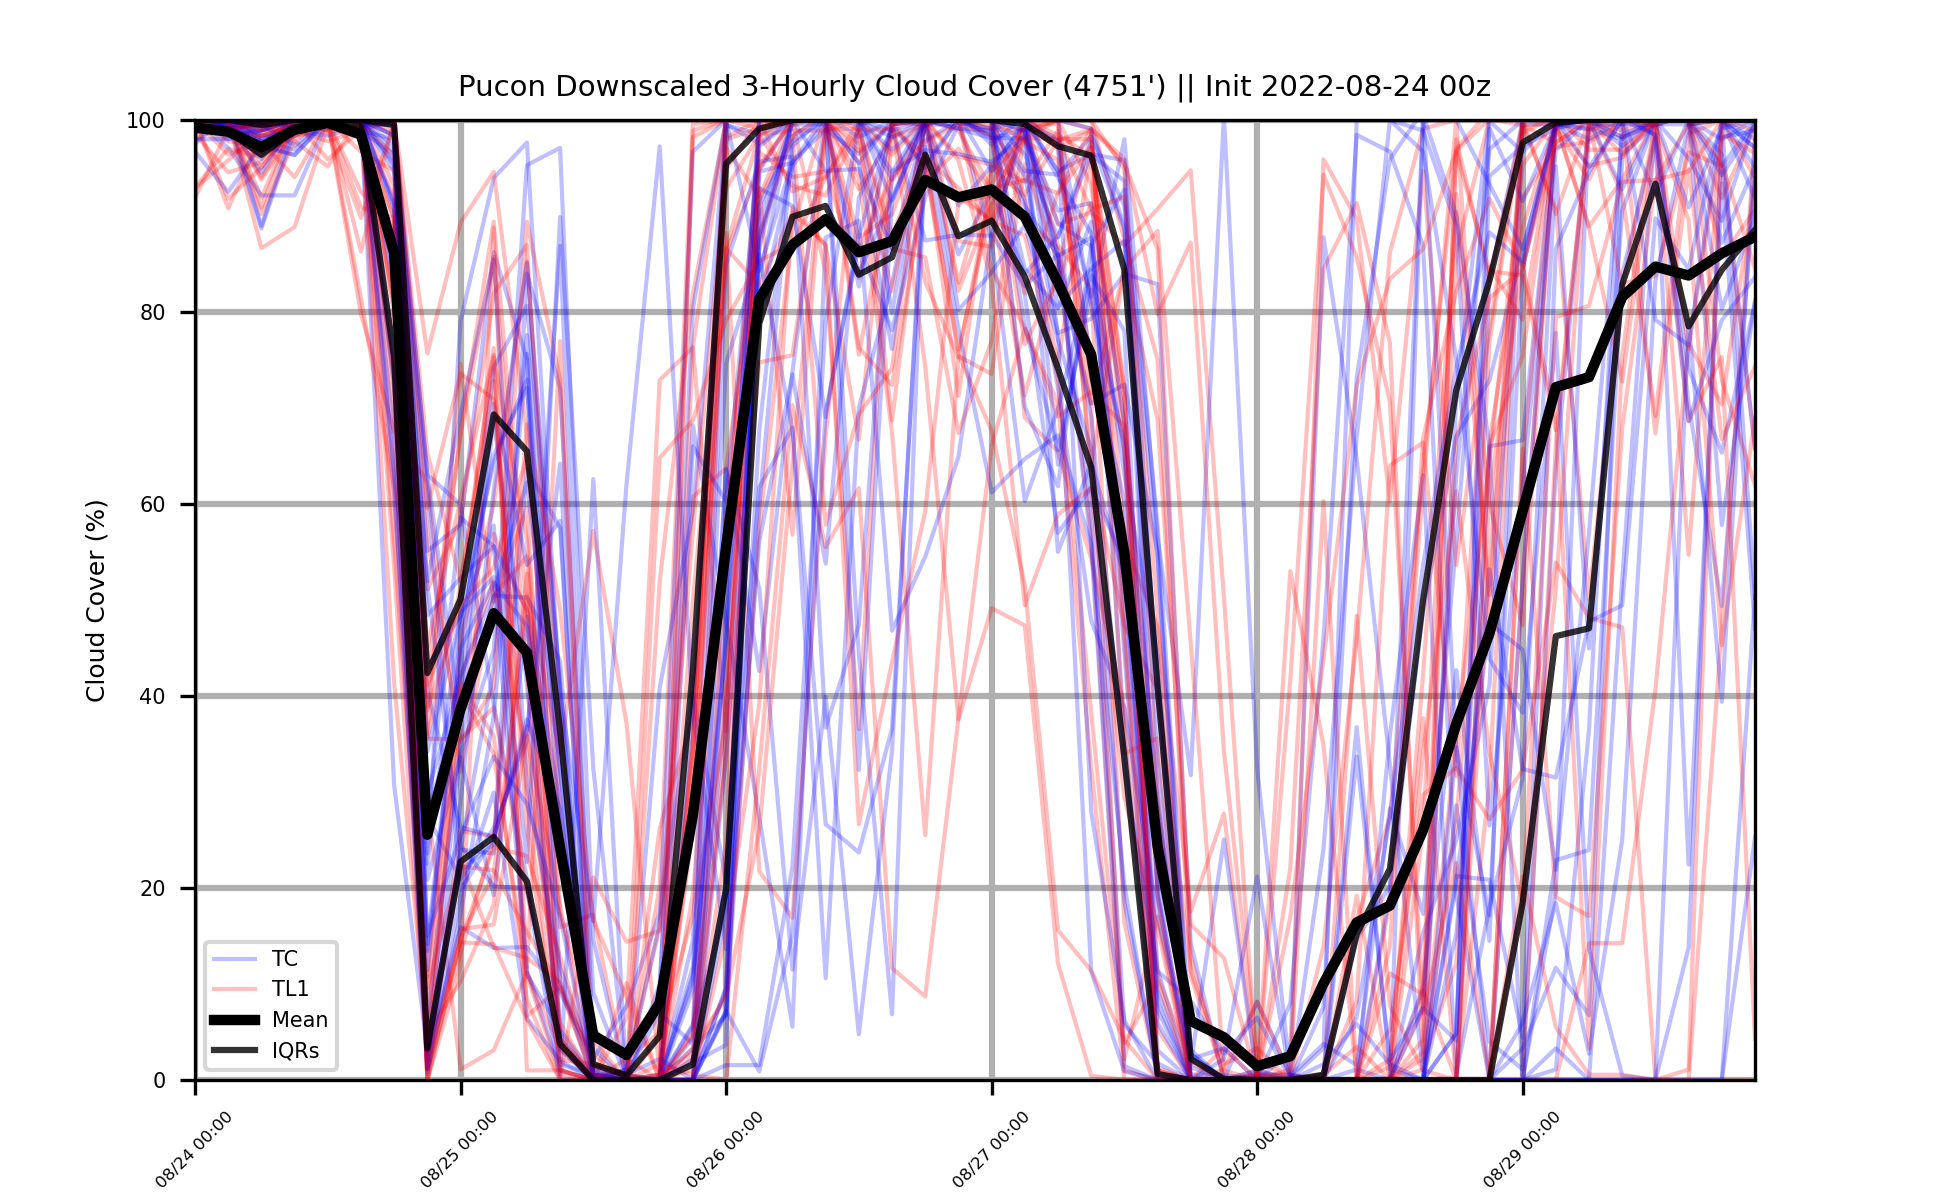 Pucon Downscaled 3-Hourly Cloud Cover (4751') || Init 2022-08-24 00z
Cloud Cover (%)
100
80
60
40
20
0
TC
TL1
Mean
IQRs
08/24 00:00
08/25 00:00
08/26 00:00
08/27 00:00
08/28 00:00
08/29 00:00